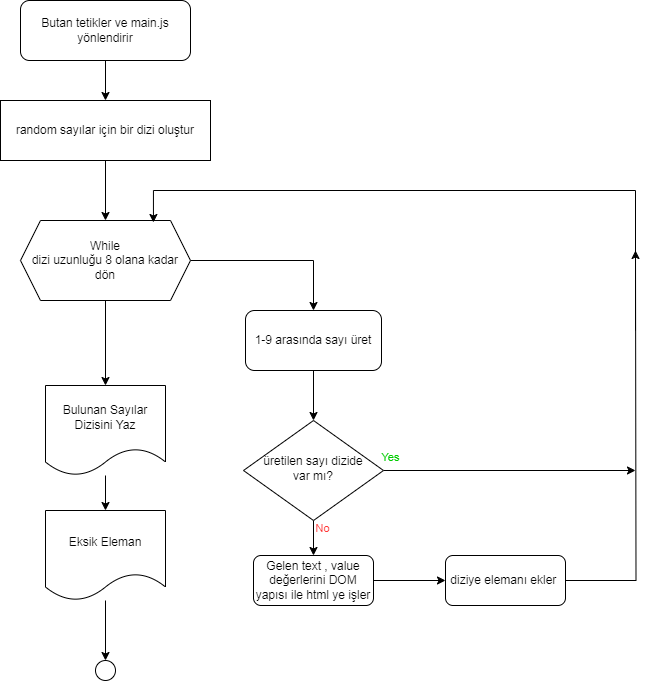 Butan tetikler ve main.js
yönlendirir
random sayılar için bir dizi oluştur
While
dizi uzunluğu 8 olana kadar
dön
1-9 arasında sayı üret
Bulunan Sayılar
Dizisini Yaz
üretilen sayı dizide
var mı?
Yes
No
Eksik Eleman
Gelen text , value
değerlerini DOM
yapısı ile html ye işler
diziye elemanı ekler